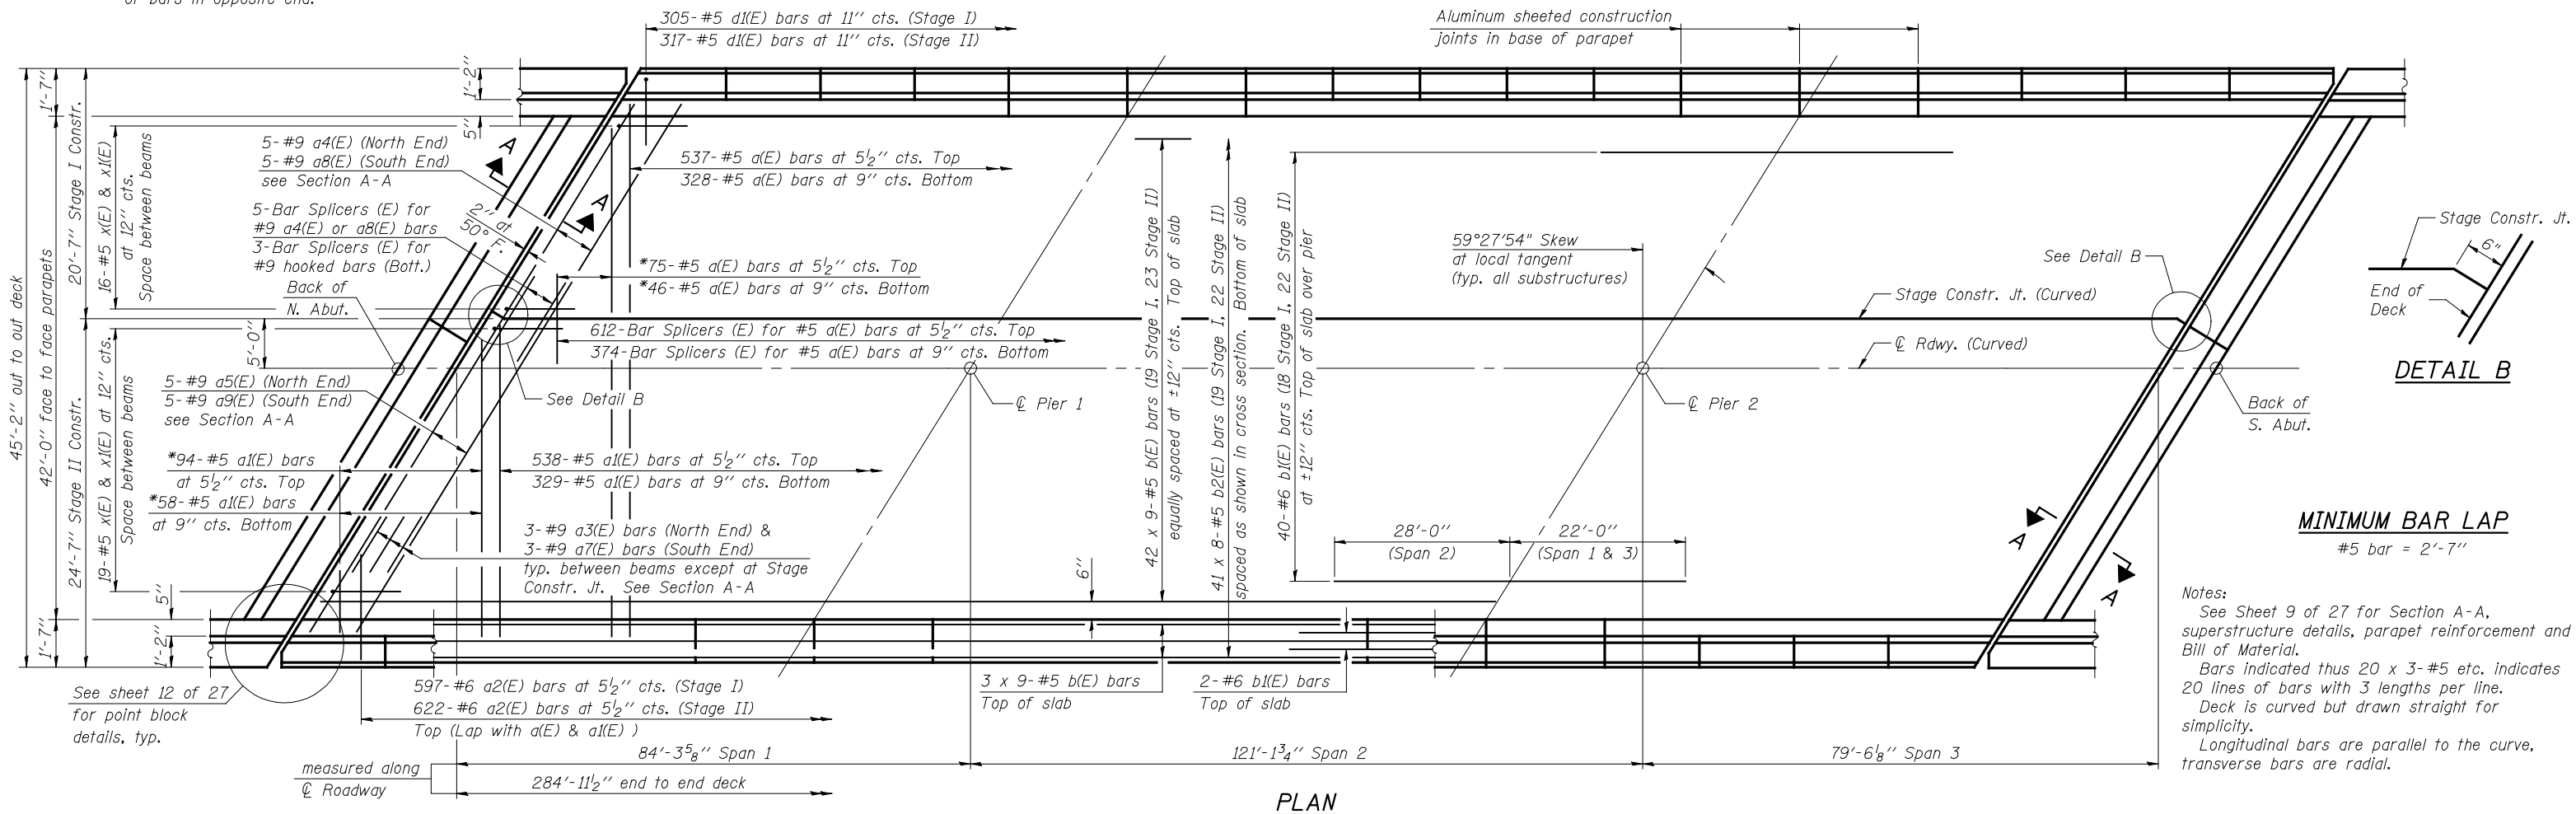 of bars in opposite end.
305-#5 d1(E) bars at 11" cts. (Stage I)
317-#5 d1(E) bars at 11" cts. (Stage II)
Aluminum sheeted construction
joints in base of parapet
45'-2" out to out deck
1'-7"
42'-0" face to face parapets
1'-7"
20'-7" Stage I Constr.
24'-7" Stage II Constr.
16-#5 x(E) & x1(E)
at 12" cts.
Space between beams
19-#5 x(E) & x1(E) at 12" cts.
Space between beams
1'-2"
5"
5"
1'-2"
5'-0"
5-#9 a4(E) (North End)
5-#9 a8(E) (South End)
see Section A-A
A
A
5-Bar Splicers (E) for
#9 a4(E) or a8(E) bars
3-Bar Splicers (E) for
#9 hooked bars (Bott.)
2" at
50° F.
Back of
N. Abut.
537-#5 a(E) bars at 5½" cts. Top
328-#5 a(E) bars at 9" cts. Bottom
*75-#5 a(E) bars at 5½" cts. Top
*46-#5 a(E) bars at 9" cts. Bottom
612-Bar Splicers (E) for #5 a(E) bars at 5½" cts. Top
374-Bar Splicers (E) for #5 a(E) bars at 9" cts. Bottom
5-#9 a5(E) (North End)
5-#9 a9(E) (South End)
see Section A-A
See Detail B
℄ Pier 1
*94-#5 a1(E) bars
at 5½" Top
*58-#5 a1(E) bars
at 9" cts. Bottom
538-#5 a1(E) bars at 5½" cts. Top
329-#5 a1(E) bars at 9" cts. Bottom
3-#9 a3(E) bars (North End) &
3-#9 a7(E) bars (South End)
typ. between beams except at Stage
Constr. Jt. See Section A-A
42 x 9-#5 b(E) bars (19 Stage I, 23 Stage II)
equally spaced at ±12" cts. Top of slab
41 x 8-#5 b2(E) bars (19 Stage I, 22 Stage II)
spaced as shown in cross section. Bottom of slab
40-#6 b1(E) bars (18 Stage I, 22 Stage II)
at ±12" cts. Top of slab over pier
59°27'54" Skew
at local tangent
(typ. all substructures)
Stage Constr. Jt. (Curved)
℄ Rdwy. (Curved)
℄ Pier 2
See Detail B
Back of
S. Abut.
Stage Constr. Jt.
6"
End of
Deck
DETAIL B
28'-0"
(Span 2)
22'-0"
(Span 1 & 3)
6"
A
A
MINIMUM BAR LAP
#5 bar = 2'-7"
Notes:
See Sheet 9 of 27 for Section A-A,
superstructure details, parapet reinforcement and
Bill of Material.
Bars indicated thus 20 x 3-#5 etc. indicates
20 lines of bars with 3 lengths per line.
Deck is curved but drawn straight for
simplicity.
Longitudinal bars are parallel to the curve,
transverse bars are radial.
See sheet 12 of 27
for point block
details, typ.
597-#6 a2(E) bars at 5½" cts. (Stage I)
622-#6 a2(E) bars at 5½" cts. (Stage II)
Top (Lap with a(E) & a1(E) )
3 x 9-#5 b(E) bars
Top of slab
2-#6 b1(E) bars
Top of slab
84'-3⅝" Span 1
121'-1¾" Span 2
79'-6⅛" Span 3
measured along
℄ Roadway
284'-11½" end to end deck
PLAN